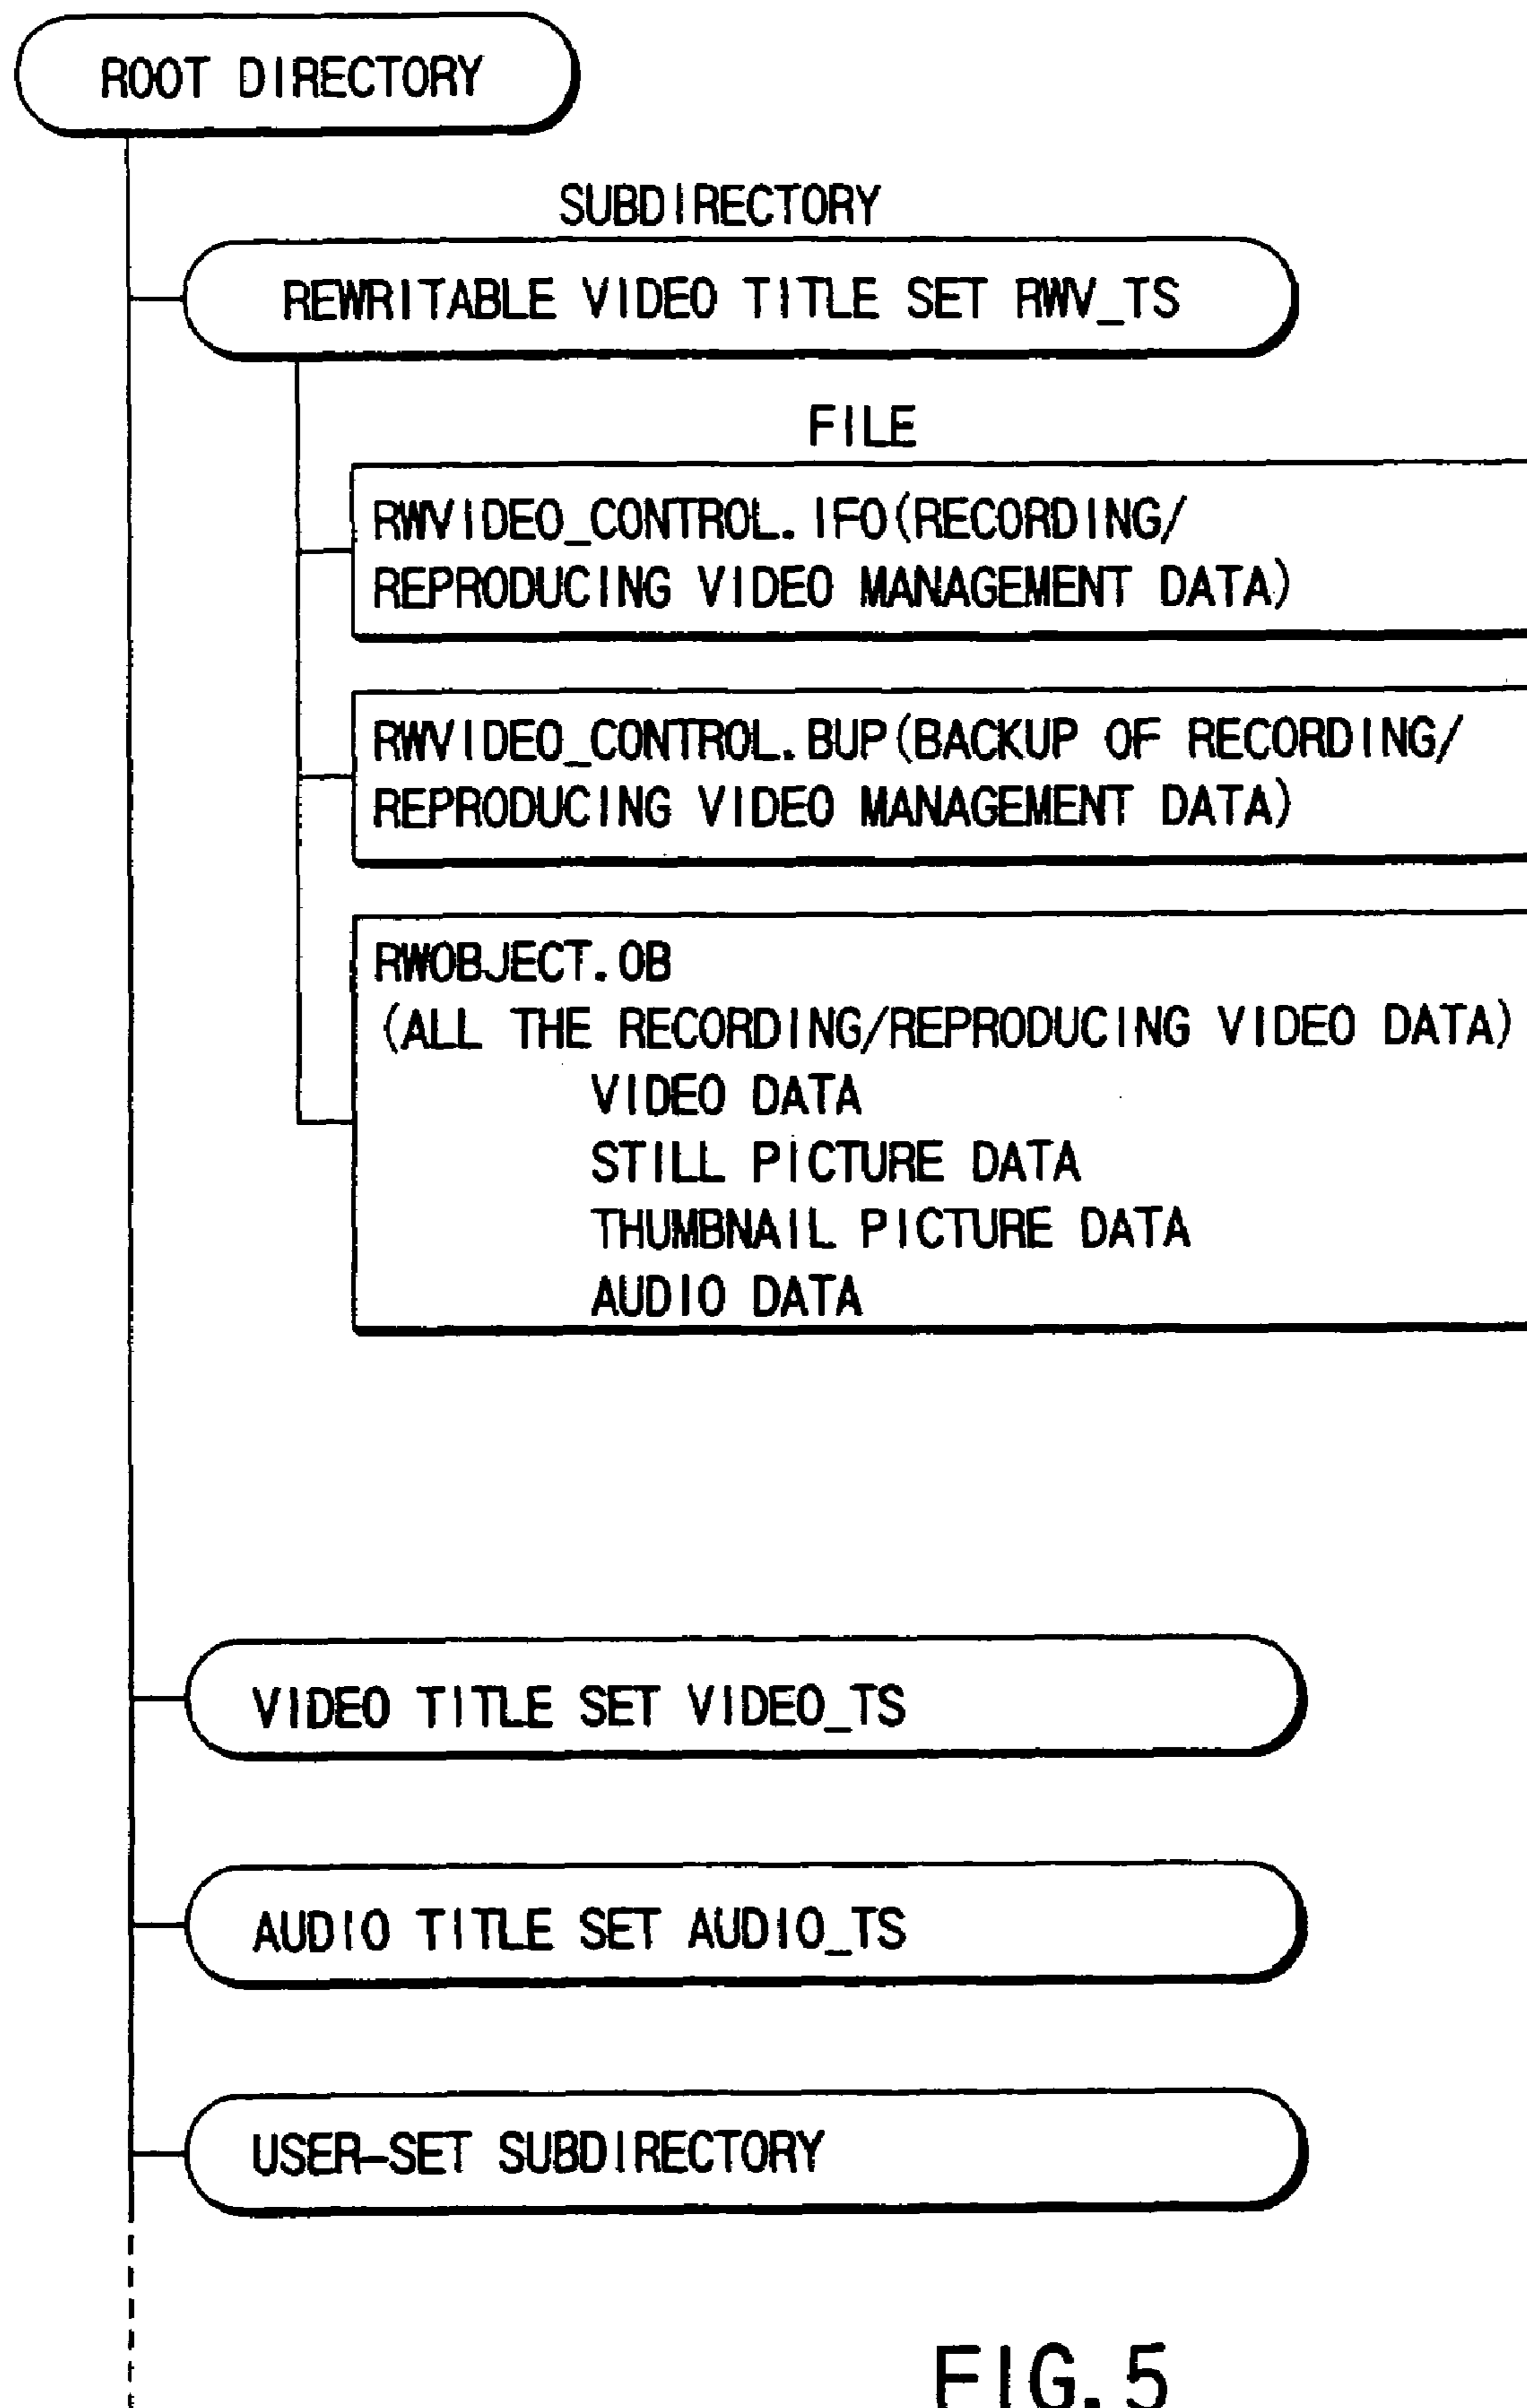 ROOT DIRECTORY
SUBDIRECTORY
REWRITABLE VIDEO TITLE SET RWV_TS
FILE
RWVIDEO_CONTROL.IFO(RECORDING/
REPRODUCING VIDEO MANAGEMENT DATA)
RWVIDEO_CONTROL.BUP(BACKUP OF RECORDING/
REPRODUCING VIDEO MANAGEMENT DATA)
RWOBJECT.OB
(ALL THE RECORDING/REPRODUCING VIDEO DATA)
VIDEO DATA
STILL PICTURE DATA
THUMBNAIL PICTURE DATA
AUDIO DATA
VIDEO TITLE SET VIDEO_TS
AUDIO TITLE SET AUDIO_TS
USER-SET SUBDIRECTORY
FIG.5